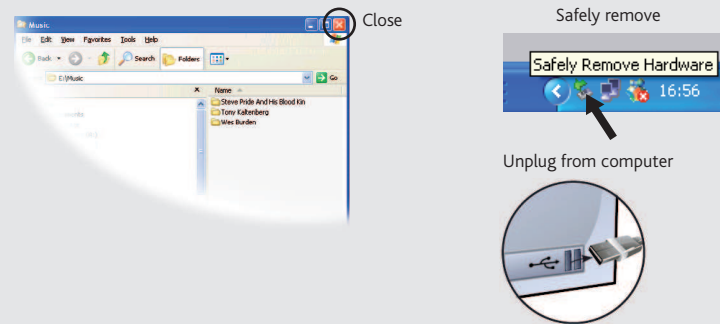 Music
Close
File Edit View Favorites Tools Help
Back Search Folders
E:\Music Go
Name
Steve Pride And His Blood Kin
Tony Kaltenberg
Wes Burden
Safely remove
Safely Remove Hardware
16:56
Unplug from computer